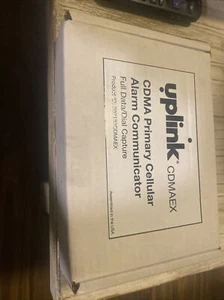 uplink
CDMAEX
CDMA Primary Cellular
Alarm Communicator
Full Data/Dial Capture